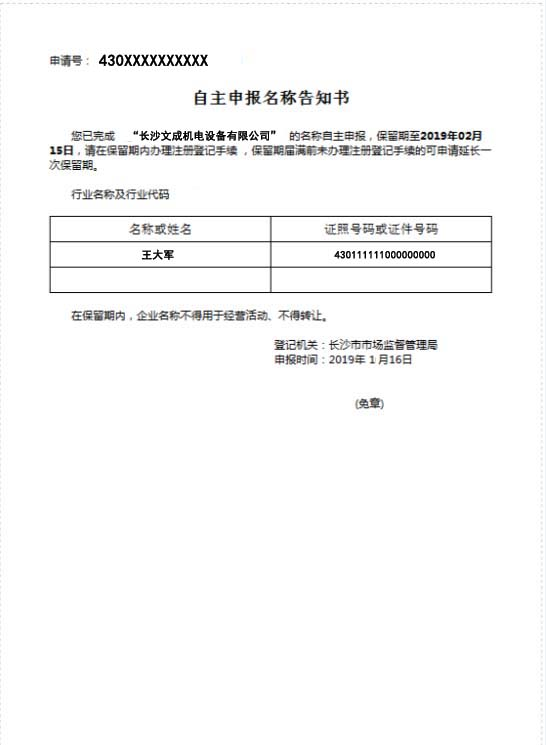 申请号： 430XXXXXXXXXX
自主申报名称告知书
您已完成 “长沙文成机电设备有限公司” 的名称自主申报，保留期至2019年02月
15日，请在保留期内办理注册登记手续 ，保留期届满前未办理注册登记手续的可申请延长一
次保留期。
行业名称及行业代码
名称或姓名 证照号码或证件号码
王大军 430111111000000000
在保留期内，企业名称不得用于经营活动、不得转让。
登记机关：长沙市市场监督管理局
申报时间：2019年 1月16日
(免章)